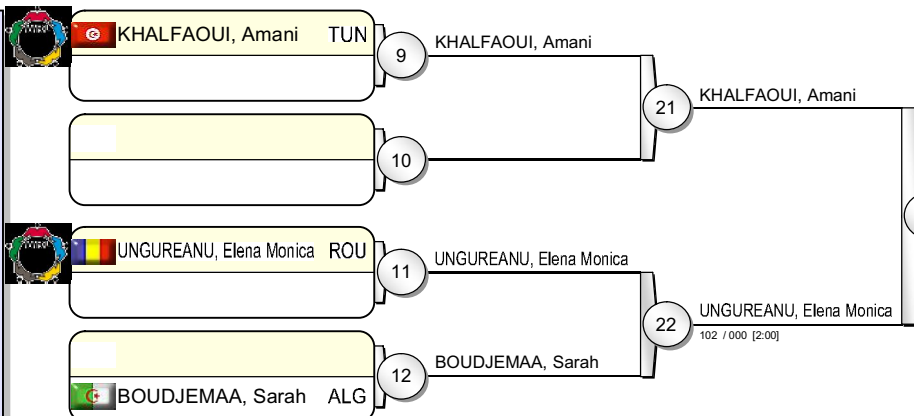 KHALFAOUI, Amani TUN
9
KHALFAOUI, Amani
21
KHALFAOUI, Amani
10
UNGUREANU, Elena Monica ROU
11
UNGUREANU, Elena Monica
22
UNGUREANU, Elena Monica
102 / 000 [2:00]
12
BOUDJEMAA, Sarah
BOUDJEMAA, Sarah ALG